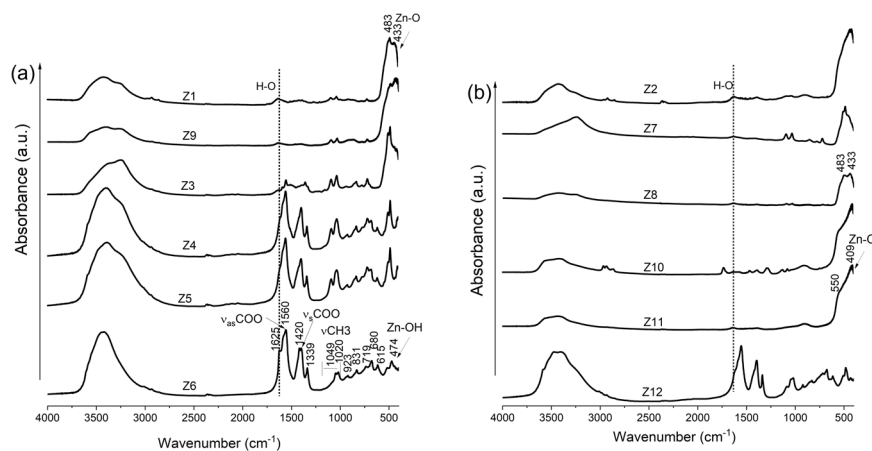 (a)
Absorbance (a.u.)
483
433
Zn-O
H-O
Z1
Z9
Z3
Z4
Z5
Z6
νasCOO
1625
1560
νsCOO
1420
1339
νCH3
1049
1020
923
831
719
680
615
474
Zn-OH
4000 3500 3000 2500 2000 1500 1000 500
Wavenumber (cm-1)
(b)
Absorbance (a.u.)
H-O
Z2
Z7
Z8
483
433
Z10
Z11
550
409
Zn-O
Z12
4000 3500 3000 2500 2000 1500 1000 500
Wavenumber (cm-1)